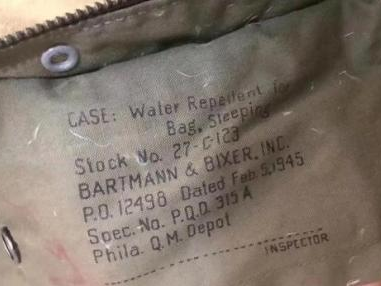 CASE: Water Repellent for
Bag, Sleeping
Stock No. 27-C-123
BARTMANN & BIXER, INC.
P.O. 12498 Dated Feb.5,1945
Spec. No. P.Q.D. 315A
Phila. Q.M. Depot
INSPECTOR